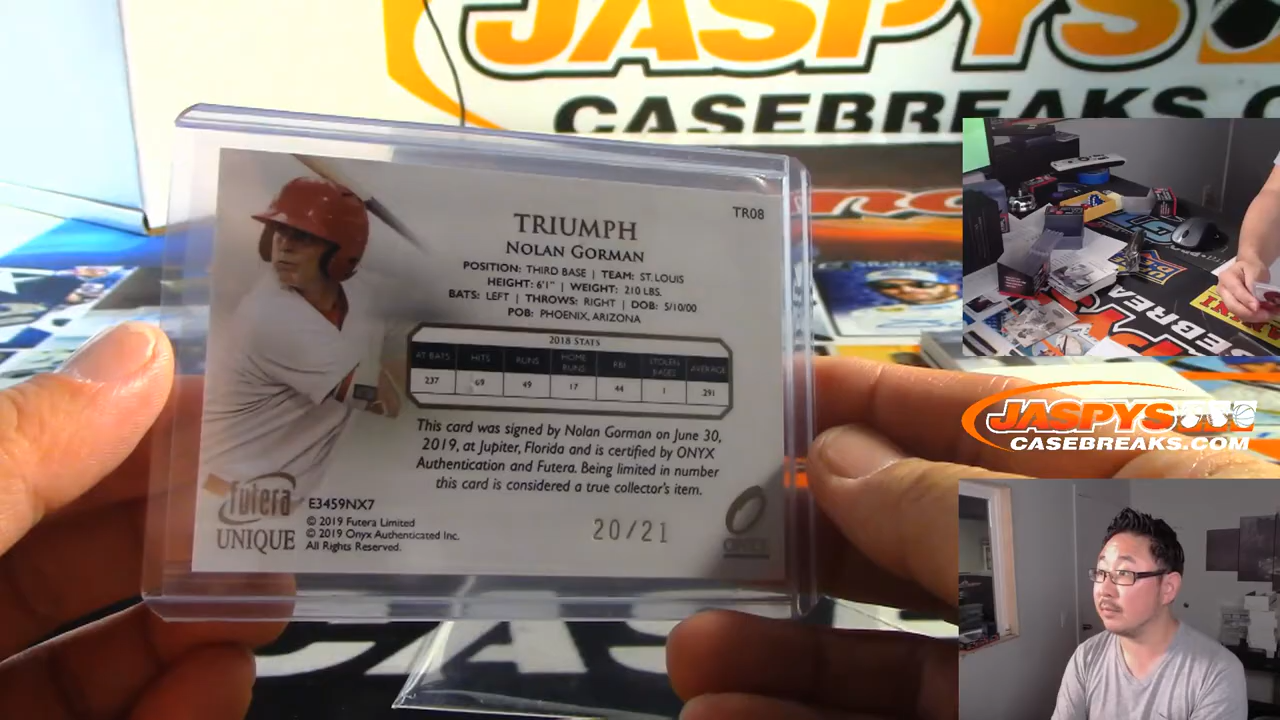 JASPYS
CASEBREAKS.C
TR08
TRIUMPH
NOLAN GORMAN
POSITION: THIRD BASE | TEAM: ST. LOUIS
HEIGHT: 6'1" | WEIGHT: 210 LBS.
BATS: LEFT | THROWS: RIGHT | DOB: 5/10/00
POB: PHOENIX, ARIZONA
2018 STATS
AT BATS HITS RUNS HOME RUNS RBI STOLEN BASES AVERAGE
237 69 49 17 44 1 .291
This card was signed by Nolan Gorman on June 30,
2019, at Jupiter, Florida and is certified by ONYX
Authentication and Futera. Being limited in number
this card is considered a true collector's item.
futera
UNIQUE
E3459NX7
© 2019 Futera Limited
© 2019 Onyx Authenticated Inc.
All Rights Reserved.
20/21
ONYX
JASPYS
CASEBREAKS.COM
UPPER DECK
PANINI